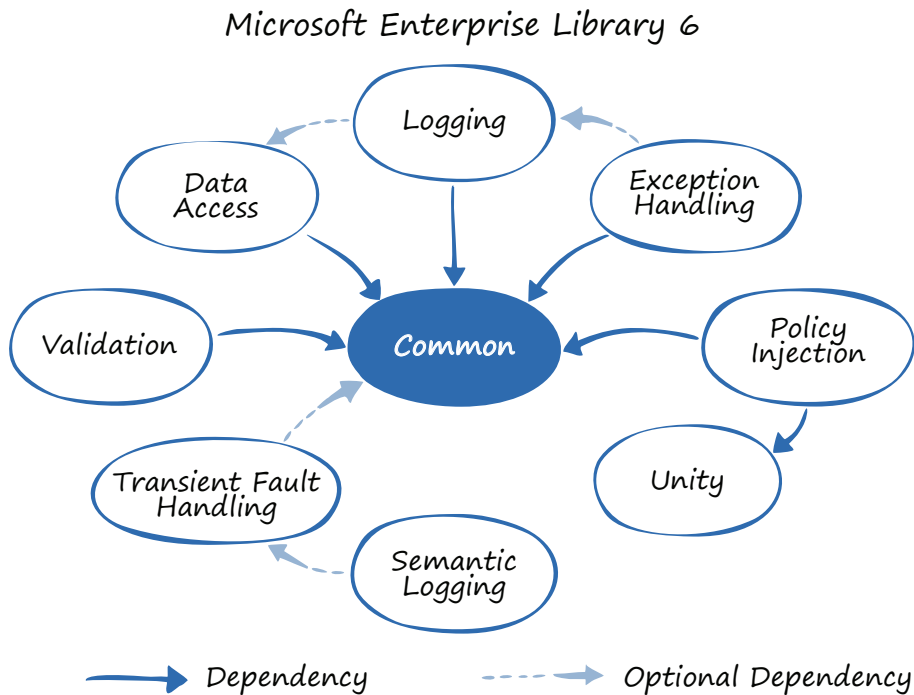 Microsoft Enterprise Library 6
Logging
Data
Access
Exception
Handling
Validation
Common
Policy
Injection
Transient Fault
Handling
Unity
Semantic
Logging
Dependency
Optional Dependency